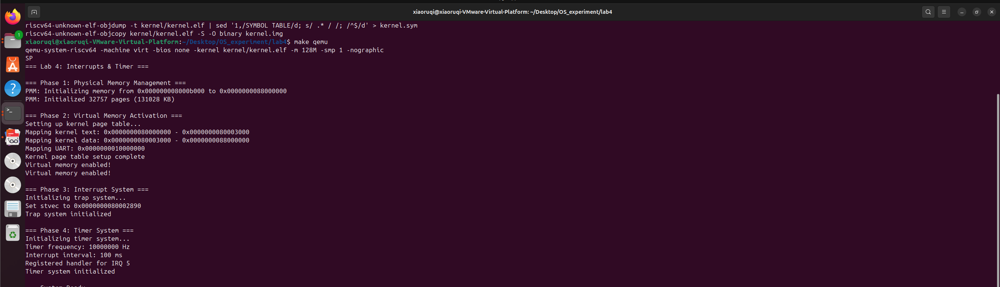 xiaoruqi@xiaoruqi-VMware-Virtual-Platform: ~/Desktop/OS_experiment/lab4
1
riscv64-unknown-elf-objdump -t kernel/kernel.elf | sed '1,/SYMBOL TABLE/d; s/ .* / /; /^$/d' > kernel.sym
riscv64-unknown-elf-objcopy kernel/kernel.elf -S -O binary kernel.img
xiaoruqi@xiaoruqi-VMware-Virtual-Platform:~/Desktop/OS_experiment/lab4$ make qemu
qemu-system-riscv64 -machine virt -bios none -kernel kernel/kernel.elf -m 128M -smp 1 -nographic
SP
=== Lab 4: Interrupts & Timer ===
=== Phase 1: Physical Memory Management ===
PMM: Initializing memory from 0x000000008000b000 to 0x0000000088000000
PMM: Initialized 32757 pages (131028 KB)
=== Phase 2: Virtual Memory Activation ===
Setting up kernel page table...
Mapping kernel text: 0x0000000080000000 - 0x0000000080003000
Mapping kernel data: 0x0000000080003000 - 0x0000000088000000
Mapping UART: 0x0000000010000000
Kernel page table setup complete
Virtual memory enabled!
Virtual memory enabled!
=== Phase 3: Interrupt System ===
Initializing trap system...
Set stvec to 0x0000000080002890
Trap system initialized
=== Phase 4: Timer System ===
Initializing timer system...
Timer frequency: 10000000 Hz
Interrupt interval: 100 ms
Registered handler for IRQ 5
Timer system initialized
System Ready